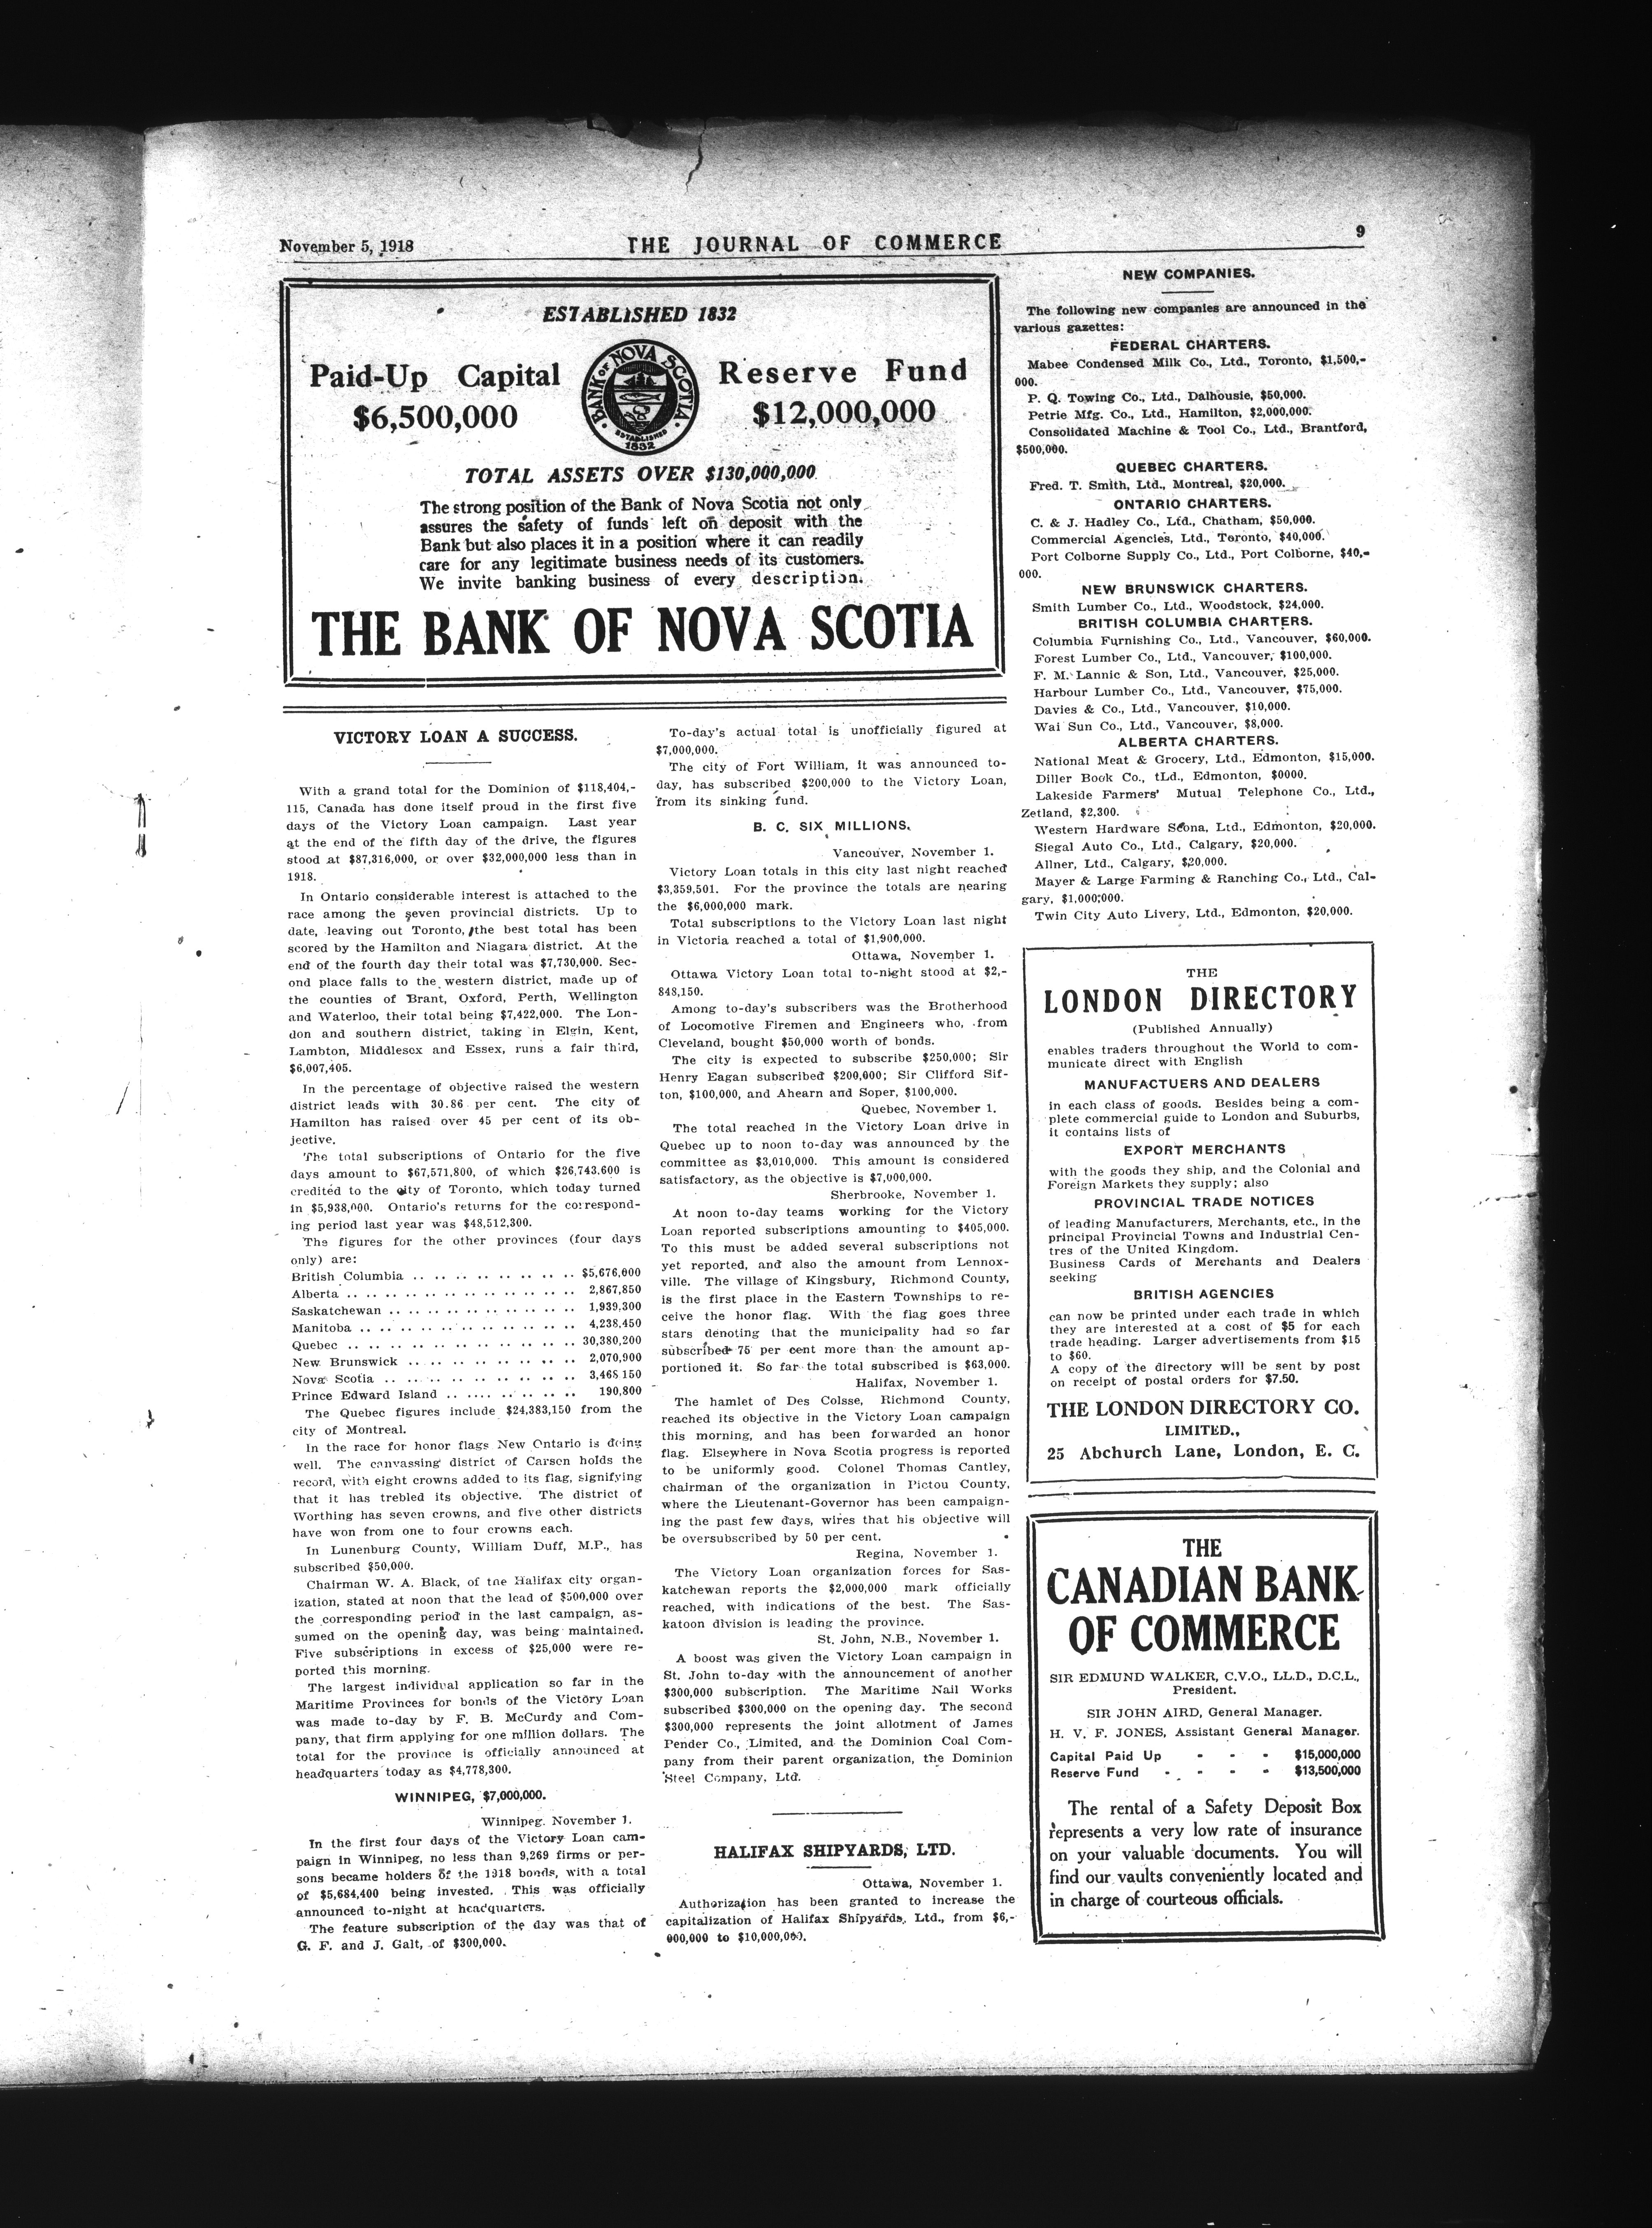 November 5, 1918
THE JOURNAL OF COMMERCE
9
ESTABLISHED 1832
Paid-Up Capital
$6,500,000
BANK OF NOVA SCOTIA
ESTABLISHED
1832
Reserve Fund
$12,000,000
TOTAL ASSETS OVER $130,000,000
The strong position of the Bank of Nova Scotia not only
assures the safety of funds left on deposit with the
Bank but also places it in a position where it can readily
care for any legitimate business needs of its customers.
We invite banking business of every description.
THE BANK OF NOVA SCOTIA
VICTORY LOAN A SUCCESS.
With a grand total for the Dominion of $118,404,-
115, Canada has done itself proud in the first five
days of the Victory Loan campaign. Last year
at the end of the fifth day of the drive, the figures
stood at $87,316,000, or over $32,000,000 less than in
1918.
In Ontario considerable interest is attached to the
race among the seven provincial districts. Up to
date, leaving out Toronto, the best total has been
scored by the Hamilton and Niagara district. At the
end of the fourth day their total was $7,730,000. Sec-
ond place falls to the western district, made up of
the counties of Brant, Oxford, Perth, Wellington
and Waterloo, their total being $7,422,000. The Lon-
don and southern district, taking in Elgin, Kent,
Lambton, Middlesex and Essex, runs a fair third,
$6,007,405.
In the percentage of objective raised the western
district leads with 30.86 per cent. The city of
Hamilton has raised over 45 per cent of its ob-
jective.
The total subscriptions of Ontario for the five
days amount to $67,571,800, of which $26,743,600 is
credited to the city of Toronto, which today turned
in $5,938,000. Ontario's returns for the correspond-
ing period last year was $48,512,300.
The figures for the other provinces (four days
only) are:
British Columbia .. .. .. .. .. .. .. .. .. $5,676,000
Alberta .. .. .. .. .. .. .. .. .. .. .. .. 2,867,850
Saskatchewan .. .. .. .. .. .. .. .. .. .. 1,939,300
Manitoba .. .. .. .. .. .. .. .. .. .. .. .. 4,238,450
Quebec .. .. .. .. .. .. .. .. .. .. .. .. 30,380,200
New Brunswick .. .. .. .. .. .. .. .. .. 2,070,900
Nova Scotia .. .. .. .. .. .. .. .. .. .. 3,468,150
Prince Edward Island .. .... .. .. .. .. 190,800
The Quebec figures include $24,383,150 from the
city of Montreal.
In the race for honor flags New Ontario is doing
well. The canvassing district of Carsen holds the
record, with eight crowns added to its flag, signifying
that it has trebled its objective. The district of
Worthing has seven crowns, and five other districts
have won from one to four crowns each.
In Lunenburg County, William Duff, M.P., has
subscribed $50,000.
Chairman W. A. Black, of the Halifax city organ-
ization, stated at noon that the lead of $500,000 over
the corresponding period in the last campaign, as-
sumed on the opening day, was being maintained.
Five subscriptions in excess of $25,000 were re-
ported this morning.
The largest individual application so far in the
Maritime Provinces for bonds of the Victory Loan
was made to-day by F. B. McCurdy and Com-
pany, that firm applying for one million dollars. The
total for the province is officially announced at
headquarters today as $4,778,300.
WINNIPEG, $7,000,000.
Winnipeg. November 1.
In the first four days of the Victory Loan cam-
paign in Winnipeg, no less than 9,269 firms or per-
sons became holders of the 1918 bonds, with a total
of $5,684,400 being invested. This was officially
announced to-night at headquarters.
The feature subscription of the day was that of
G. F. and J. Galt, of $300,000.
To-day's actual total is unofficially figured at
$7,000,000.
The city of Fort William, it was announced to-
day, has subscribed $200,000 to the Victory Loan,
from its sinking fund.
B. C. SIX MILLIONS.
Vancouver, November 1.
Victory Loan totals in this city last night reached
$3,359,501. For the province the totals are nearing
the $6,000,000 mark.
Total subscriptions to the Victory Loan last night
in Victoria reached a total of $1,900,000.
Ottawa, November 1.
Ottawa Victory Loan total to-night stood at $2,-
848,150.
Among to-day's subscribers was the Brotherhood
of Locomotive Firemen and Engineers who, from
Cleveland, bought $50,000 worth of bonds.
The city is expected to subscribe $250,000; Sir
Henry Eagan subscribed $200,000; Sir Clifford Sif-
ton, $100,000, and Ahearn and Soper, $100,000.
Quebec, November 1.
The total reached in the Victory Loan drive in
Quebec up to noon to-day was announced by the
committee as $3,010,000. This amount is considered
satisfactory, as the objective is $7,000,000.
Sherbrooke, November 1.
At noon to-day teams working for the Victory
Loan reported subscriptions amounting to $405,000.
To this must be added several subscriptions not
yet reported, and also the amount from Lennox-
ville. The village of Kingsbury, Richmond County,
is the first place in the Eastern Townships to re-
ceive the honor flag. With the flag goes three
stars denoting that the municipality had so far
subscribed 75 per cent more than the amount ap-
portioned it. So far the total subscribed is $63,000.
Halifax, November 1.
The hamlet of Des Colsse, Richmond County,
reached its objective in the Victory Loan campaign
this morning, and has been forwarded an honor
flag. Elsewhere in Nova Scotia progress is reported
to be uniformly good. Colonel Thomas Cantley,
chairman of the organization in Pictou County,
where the Lieutenant-Governor has been campaign-
ing the past few days, wires that his objective will
be oversubscribed by 50 per cent.
Regina, November 1.
The Victory Loan organization forces for Sas-
katchewan reports the $2,000,000 mark officially
reached, with indications of the best. The Sas-
katoon division is leading the province.
St. John, N.B., November 1.
A boost was given the Victory Loan campaign in
St. John to-day with the announcement of another
$300,000 subscription. The Maritime Nail Works
subscribed $300,000 on the opening day. The second
$300,000 represents the joint allotment of James
Pender Co., Limited, and the Dominion Coal Com-
pany from their parent organization, the Dominion
Steel Company, Ltd.
HALIFAX SHIPYARDS, LTD.
Ottawa, November 1.
Authorization has been granted to increase the
capitalization of Halifax Shipyards, Ltd., from $6,-
000,000 to $10,000,000.
NEW COMPANIES.
The following new companies are announced in the
various gazettes:
FEDERAL CHARTERS.
Mabee Condensed Milk Co., Ltd., Toronto, $1,500,-
000.
P. Q. Towing Co., Ltd., Dalhousie, $50,000.
Petrie Mfg. Co., Ltd., Hamilton, $2,000,000.
Consolidated Machine & Tool Co., Ltd., Brantford,
$500,000.
QUEBEC CHARTERS.
Fred. T. Smith, Ltd., Montreal, $20,000.
ONTARIO CHARTERS.
C. & J. Hadley Co., Ltd., Chatham, $50,000.
Commercial Agencies, Ltd., Toronto, $40,000.
Port Colborne Supply Co., Ltd., Port Colborne, $40,-
000.
NEW BRUNSWICK CHARTERS.
Smith Lumber Co., Ltd., Woodstock, $24,000.
BRITISH COLUMBIA CHARTERS.
Columbia Furnishing Co., Ltd., Vancouver, $60,000.
Forest Lumber Co., Ltd., Vancouver, $100,000.
F. M. Lannic & Son, Ltd., Vancouver, $25,000.
Harbour Lumber Co., Ltd., Vancouver, $75,000.
Davies & Co., Ltd., Vancouver, $10,000.
Wai Sun Co., Ltd., Vancouver, $8,000.
ALBERTA CHARTERS.
National Meat & Grocery, Ltd., Edmonton, $15,000.
Diller Book Co., tLd., Edmonton, $0000.
Lakeside Farmers' Mutual Telephone Co., Ltd.,
Zetland, $2,300.
Western Hardware Scona, Ltd., Edmonton, $20,000.
Siegal Auto Co., Ltd., Calgary, $20,000.
Allner, Ltd., Calgary, $20,000.
Mayer & Large Farming & Ranching Co., Ltd., Cal-
gary, $1,000,000.
Twin City Auto Livery, Ltd., Edmonton, $20,000.
THE
LONDON DIRECTORY
(Published Annually)
enables traders throughout the World to com-
municate direct with English
MANUFACTUERS AND DEALERS
in each class of goods. Besides being a com-
plete commercial guide to London and Suburbs,
it contains lists of
EXPORT MERCHANTS
with the goods they ship, and the Colonial and
Foreign Markets they supply; also
PROVINCIAL TRADE NOTICES
of leading Manufacturers, Merchants, etc., in the
principal Provincial Towns and Industrial Cen-
tres of the United Kingdom.
Business Cards of Merchants and Dealers
seeking
BRITISH AGENCIES
can now be printed under each trade in which
they are interested at a cost of $5 for each
trade heading. Larger advertisements from $15
to $60.
A copy of the directory will be sent by post
on receipt of postal orders for $7.50.
THE LONDON DIRECTORY CO.
LIMITED.,
25 Abchurch Lane, London, E. C.
THE
CANADIAN BANK
OF COMMERCE
SIR EDMUND WALKER, C.V.O., LL.D., D.C.L.,
President.
SIR JOHN AIRD, General Manager.
H. V. F. JONES, Assistant General Manager.
Capital Paid Up - - - $15,000,000
Reserve Fund - - - - $13,500,000
The rental of a Safety Deposit Box
represents a very low rate of insurance
on your valuable documents. You will
find our vaults conveniently located and
in charge of courteous officials.